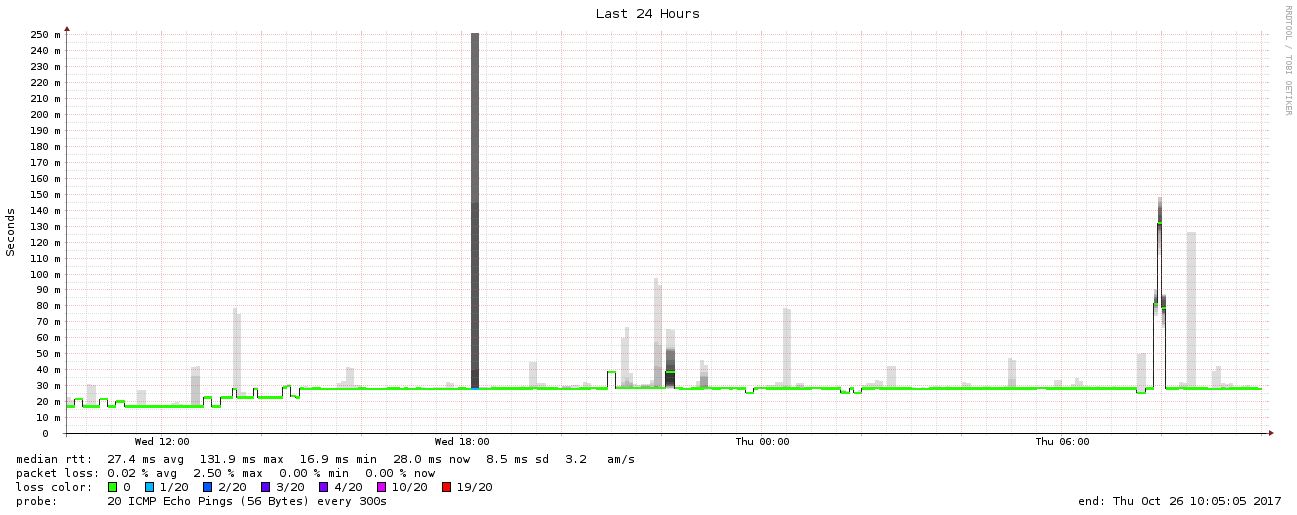 Last 24 Hours
RRDTOOL / TOBI OETIKER
Seconds
250 m
240 m
230 m
220 m
210 m
200 m
190 m
180 m
170 m
160 m
150 m
140 m
130 m
120 m
110 m
100 m
90 m
80 m
70 m
60 m
50 m
40 m
30 m
20 m
10 m
0
Wed 12:00 Wed 18:00 Thu 00:00 Thu 06:00
median rtt: 27.4 ms avg 131.9 ms max 16.9 ms min 28.0 ms now 8.5 ms sd 3.2 am/s
packet loss: 0.02 % avg 2.50 % max 0.00 % min 0.00 % now
loss color: 0 1/20 2/20 3/20 4/20 10/20 19/20
probe: 20 ICMP Echo Pings (56 Bytes) every 300s end: Thu Oct 26 10:05:05 2017